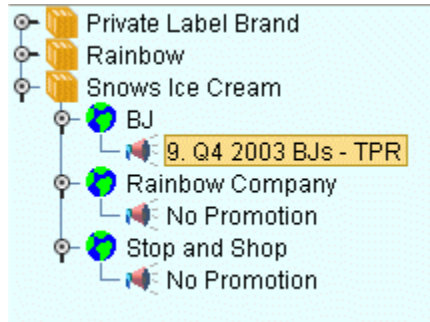 Private Label Brand
Rainbow
Snows Ice Cream
BJ
9. Q4 2003 BJs - TPR
Rainbow Company
No Promotion
Stop and Shop
No Promotion